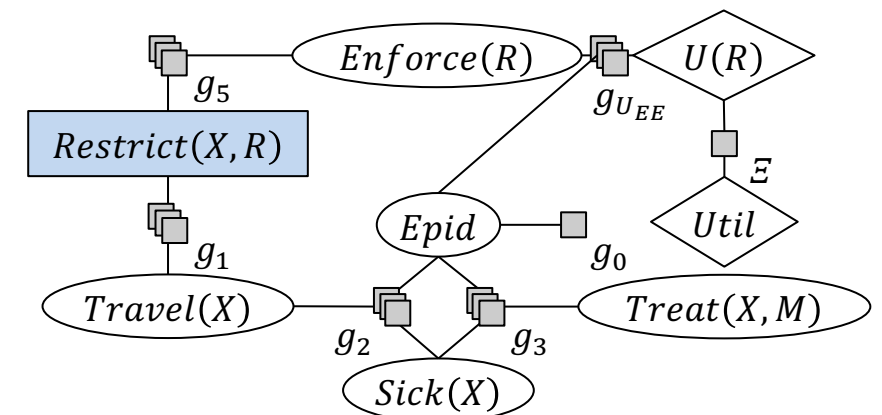 Enforce(R)
U(R)
g5
gUEE
Restrict(X, R)
Ξ
Epid
Util
g1
g0
Travel(X)
Treat(X, M)
g2
g3
Sick(X)